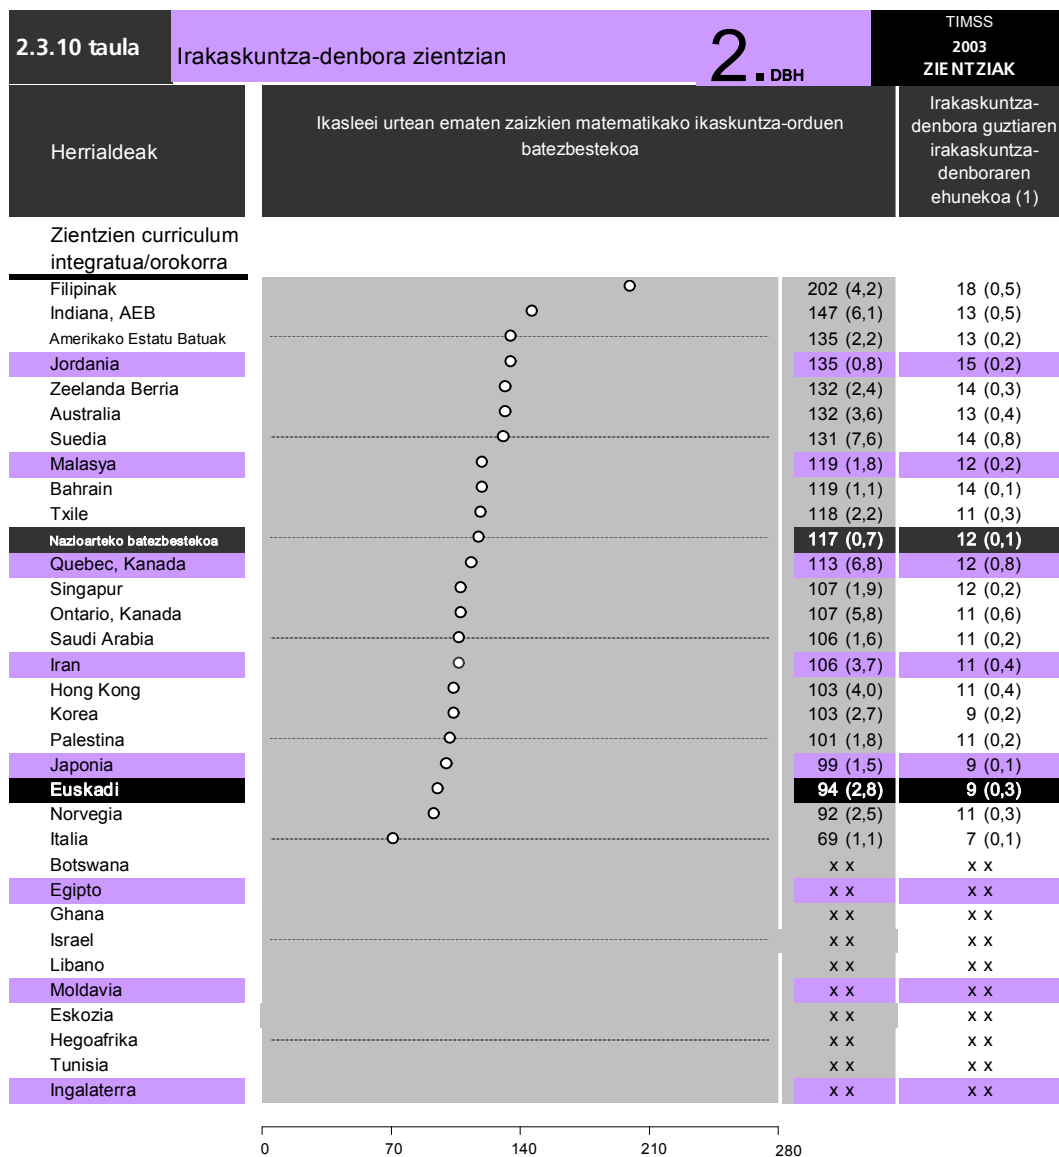 2.3.10 taula
Irakaskuntza-denbora zientzian
2. DBH
TIMSS
2003
ZIENTZIAK
Herrialdeak
Ikasleei urtean ematen zaizkien matematikako ikaskuntza-orduen
batezbestekoa
Irakaskuntza-
denbora guztiaren
irakaskuntza-
denboraren
ehunekoa (1)
Zientzien curriculum
integratua/orokorra
Filipinak 202 (4,2) 18 (0,5)
Indiana, AEB 147 (6,1) 13 (0,5)
Amerikako Estatu Batuak 135 (2,2) 13 (0,2)
Jordania 135 (0,8) 15 (0,2)
Zeelanda Berria 132 (2,4) 14 (0,3)
Australia 132 (3,6) 13 (0,4)
Suedia 131 (7,6) 14 (0,8)
Malasya 119 (1,8) 12 (0,2)
Bahrain 119 (1,1) 14 (0,1)
Txile 118 (2,2) 11 (0,3)
Nazioarteko batezbestekoa 117 (0,7) 12 (0,1)
Quebec, Kanada 113 (6,8) 12 (0,8)
Singapur 107 (1,9) 12 (0,2)
Ontario, Kanada 107 (5,8) 11 (0,6)
Saudi Arabia 106 (1,6) 11 (0,2)
Iran 106 (3,7) 11 (0,4)
Hong Kong 103 (4,0) 11 (0,4)
Korea 103 (2,7) 9 (0,2)
Palestina 101 (1,8) 11 (0,2)
Japonia 99 (1,5) 9 (0,1)
Euskadi 94 (2,8) 9 (0,3)
Norvegia 92 (2,5) 11 (0,3)
Italia 69 (1,1) 7 (0,1)
Botswana x x x x
Egipto x x x x
Ghana x x x x
Israel x x x x
Libano x x x x
Moldavia x x x x
Eskozia x x x x
Hegoafrika x x x x
Tunisia x x x x
Ingalaterra x x x x
0 70 140 210 280